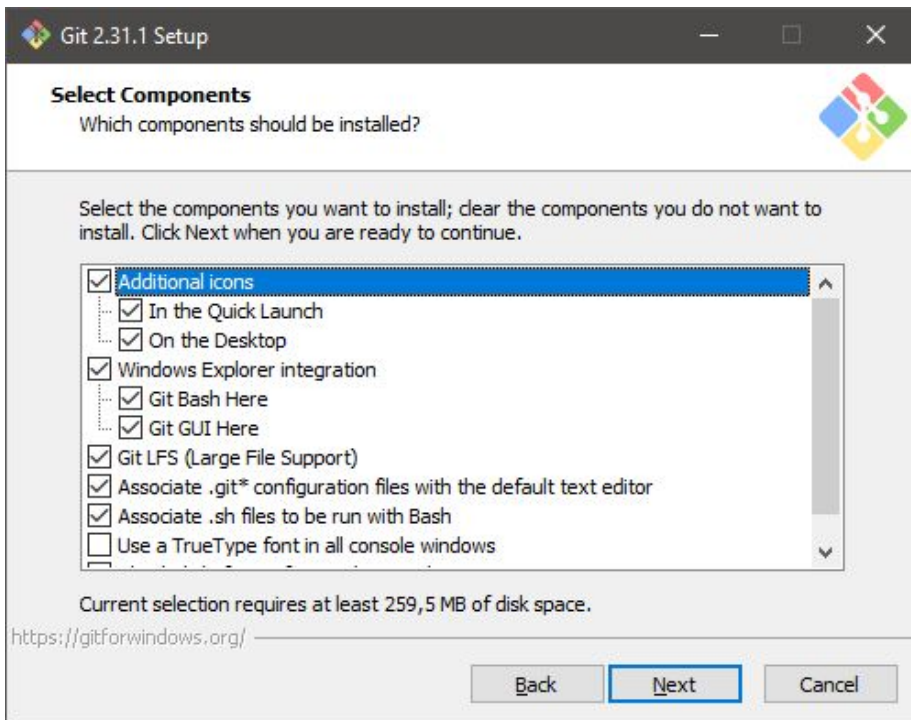 Git 2.31.1 Setup
Select Components
Which components should be installed?
Select the components you want to install; clear the components you do not want to
install. Click Next when you are ready to continue.
Additional icons
In the Quick Launch
On the Desktop
Windows Explorer integration
Git Bash Here
Git GUI Here
Git LFS (Large File Support)
Associate .git* configuration files with the default text editor
Associate .sh files to be run with Bash
Use a TrueType font in all console windows
Current selection requires at least 259,5 MB of disk space.
https://gitforwindows.org/
Back Next Cancel